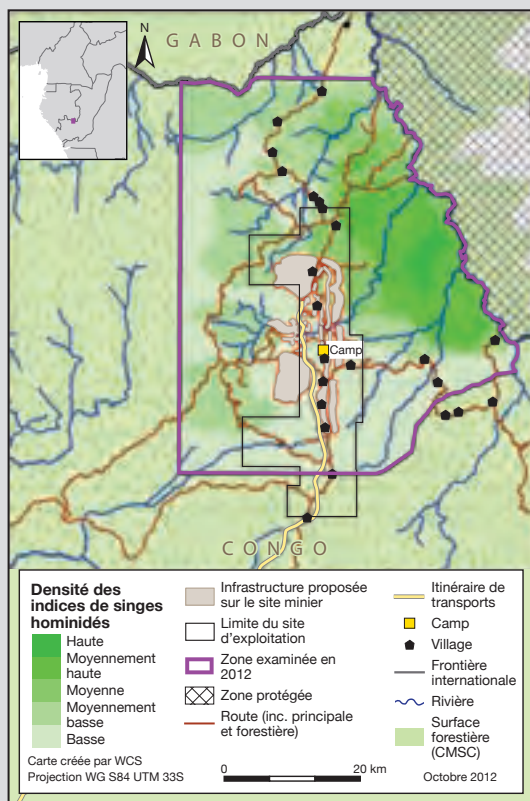 N
GABON
Camp
CONGO
Densité des
indices de singes
hominidés
Haute
Moyennement
haute
Moyenne
Moyennement
basse
Basse
Infrastructure proposée
sur le site minier
Limite du site
d'exploitation
Zone examinée en
2012
Zone protégée
Route (inc. principale
et forestière)
Itinéraire de
transports
Camp
Village
Frontière
internationale
Rivière
Surface
forestière
(CMSC)
Carte créée par WCS
Projection WG S84 UTM 33S
0 20 km
Octobre 2012